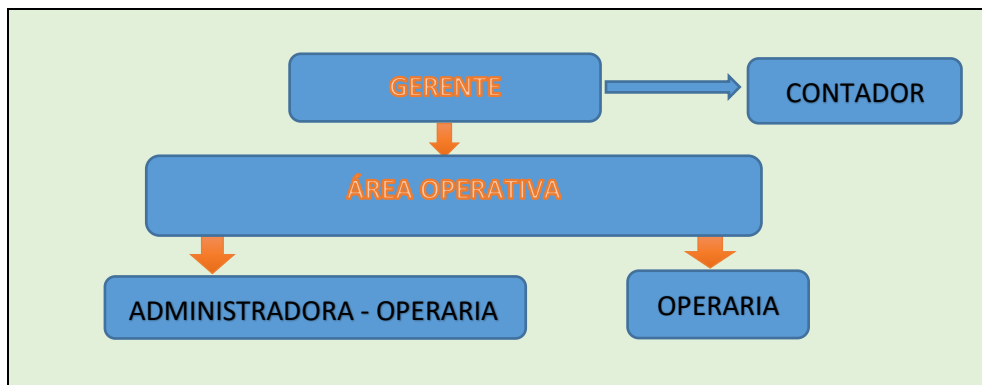 GERENTE
CONTADOR
ÁREA OPERATIVA
ADMINISTRADORA - OPERARIA
OPERARIA